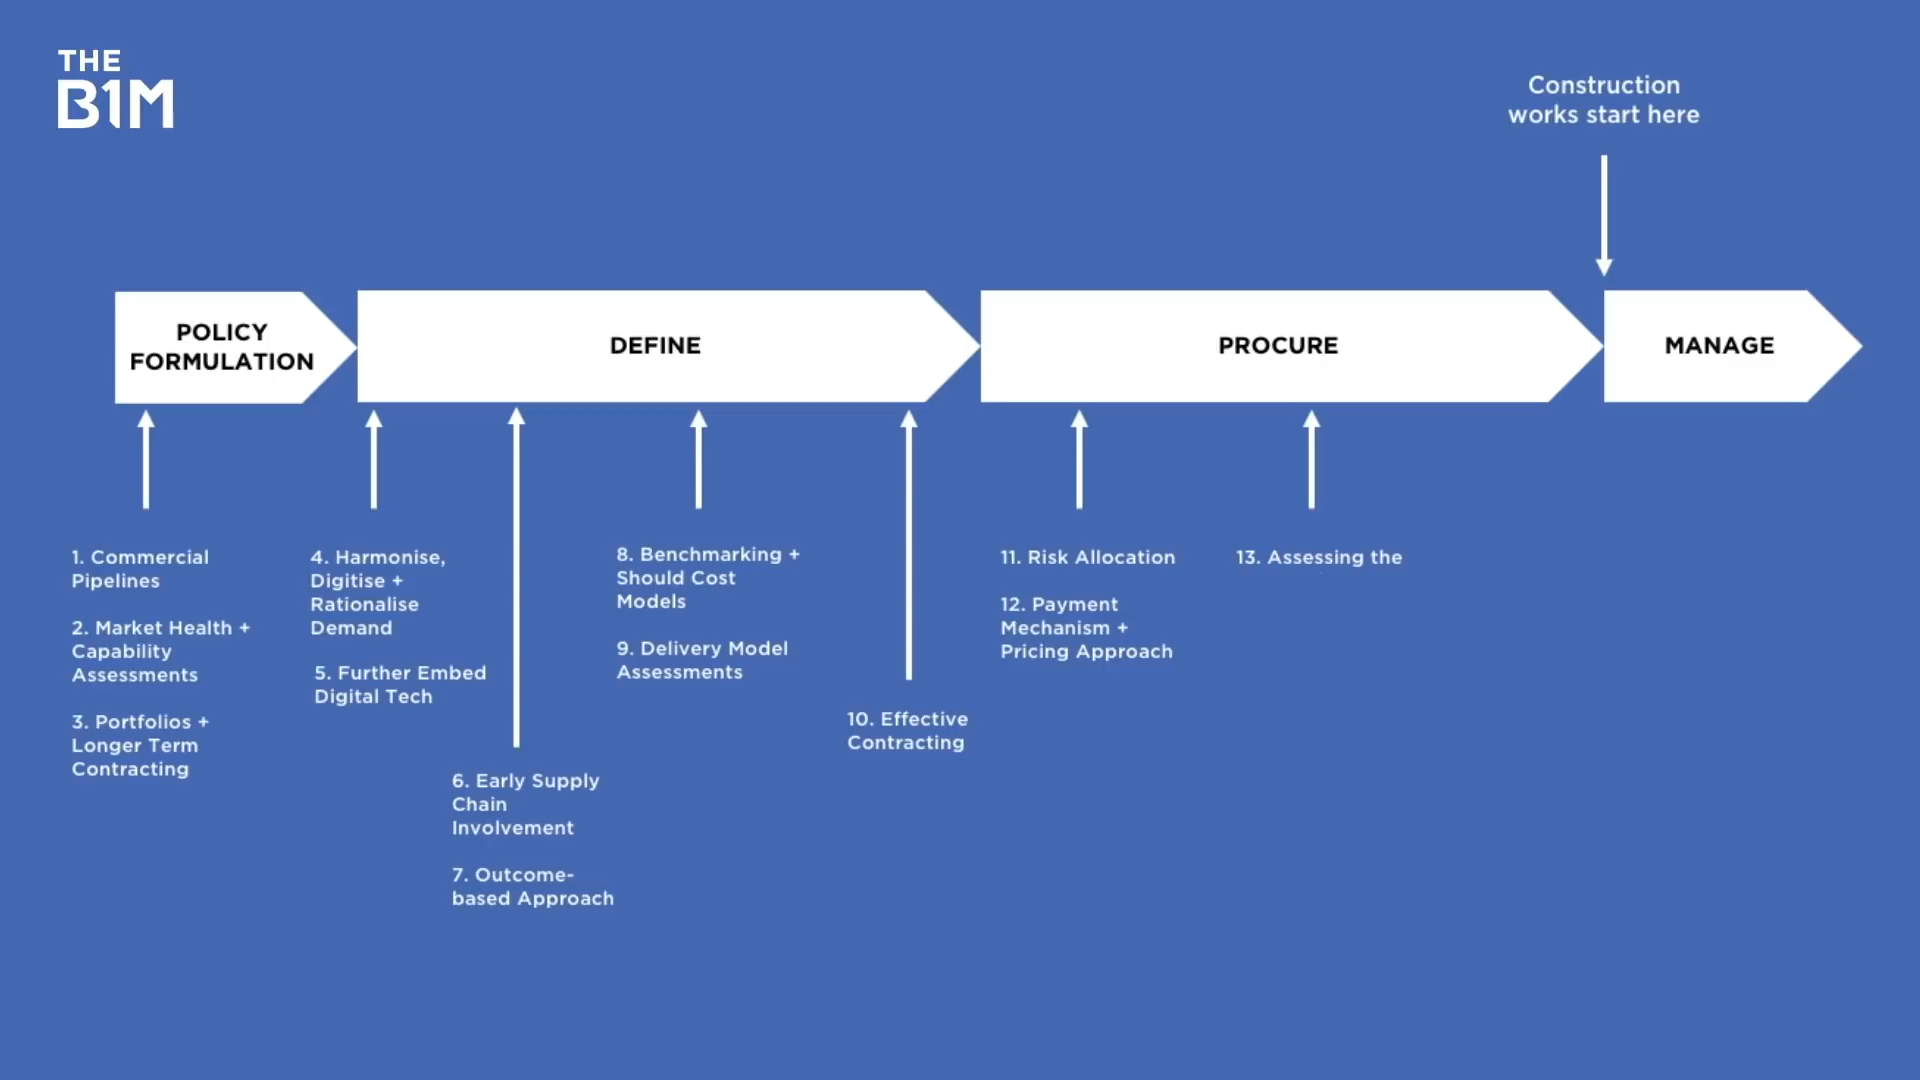 THE
B1M
Construction
works start here
POLICY
FORMULATION
DEFINE
PROCURE
MANAGE
1. Commercial
Pipelines
2. Market Health +
Capability
Assessments
3. Portfolios +
Longer Term
Contracting
4. Harmonise,
Digitise +
Rationalise
Demand
5. Further Embed
Digital Tech
6. Early Supply
Chain
Involvement
7. Outcome-
based Approach
8. Benchmarking +
Should Cost
Models
9. Delivery Model
Assessments
10. Effective
Contracting
11. Risk Allocation
12. Payment
Mechanism +
Pricing Approach
13. Assessing the